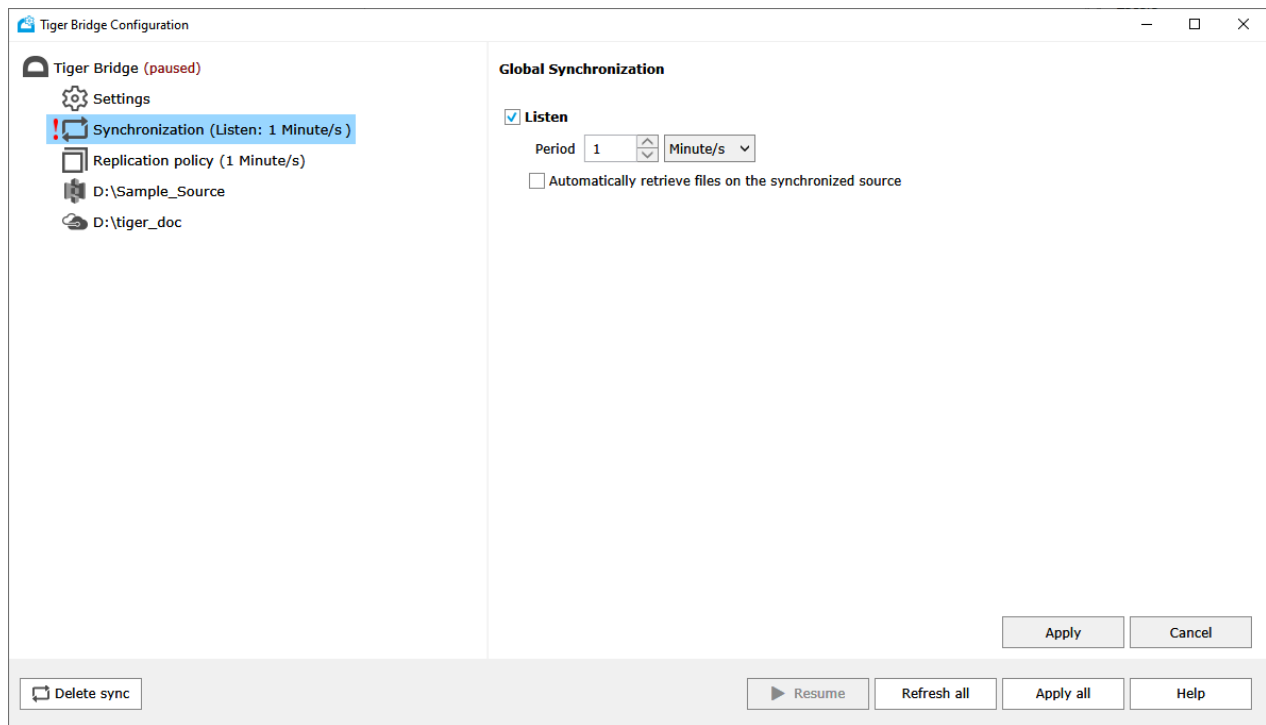 Tiger Bridge Configuration
Tiger Bridge (paused)
Settings
Synchronization (Listen: 1 Minute/s )
Replication policy (1 Minute/s)
D:\Sample_Source
D:\tiger_doc
Global Synchronization
Listen
Period 1 Minute/s
Automatically retrieve files on the synchronized source
Apply Cancel
Delete sync Resume Refresh all Apply all Help